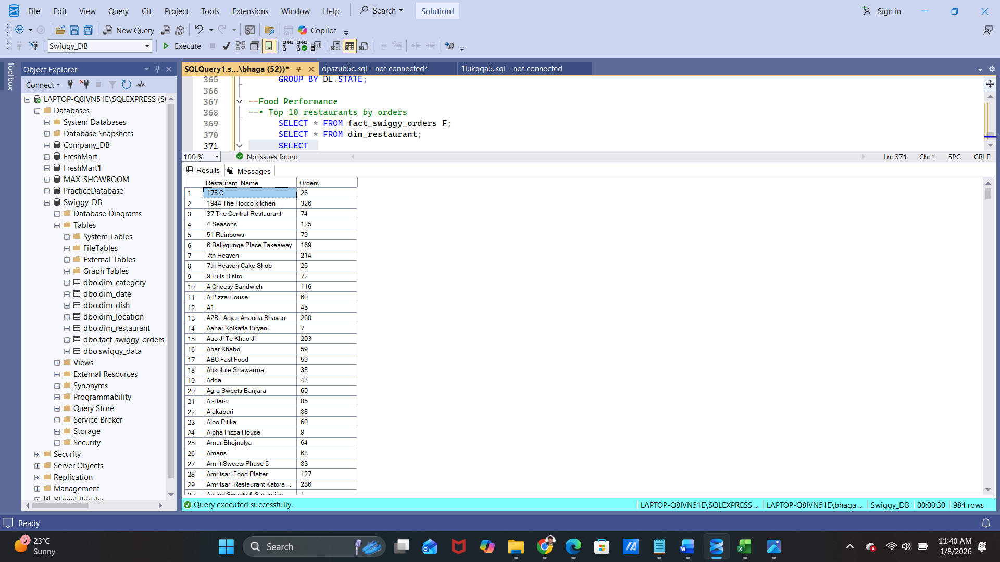 File Edit View Query Git Project Tools Extensions Window Help Search Solution1 Sign in
New Query DAX Copilot
Swiggy_DB Execute
Toolbox
Object Explorer
Connect
LAPTOP-Q8IVN51E\SQLEXPRESS (S
Databases
System Databases
Database Snapshots
Company_DB
FreshMart
FreshMart1
MAX_SHOWROOM
PracticeDatabase
Swiggy_DB
Database Diagrams
Tables
System Tables
FileTables
External Tables
Graph Tables
dbo.dim_category
dbo.dim_date
dbo.dim_dish
dbo.dim_location
dbo.dim_restaurant
dbo.fact_swiggy_orders
dbo.swiggy_data
Views
External Resources
Synonyms
Programmability
Query Store
Service Broker
Storage
Security
Security
Server Objects
Replication
Management
XEvent Profiler
SQLQuery1.s...\bhaga (52))* dpszub5c..sql - not connected* 1lukqqa5..sql - not connected
365 GROUP BY DL.STATE;
366
367 --Food Performance
368 --• Top 10 restaurants by orders
369 SELECT * FROM fact_swiggy_orders F;
370 SELECT * FROM dim_restaurant;
371 SELECT
100 % No issues found Ln: 371 Ch: 1 SPC CRLF
Results Messages
Restaurant_Name Orders
1 175 C 26
2 1944 The Hocco kitchen 326
3 37 The Central Restaurant 74
4 4 Seasons 125
5 51 Rainbows 79
6 6 Ballygunge Place Takeaway 169
7 7th Heaven 214
8 7th Heaven Cake Shop 26
9 9 Hills Bistro 72
10 A Cheesy Sandwich 116
11 A Pizza House 60
12 A1 45
13 A2B - Adyar Ananda Bhavan 260
14 Aahar Kolkatta Biryani 7
15 Aao Ji Te Khao Ji 203
16 Abar Khabo 59
17 ABC Fast Food 59
18 Absolute Shawarma 38
19 Adda 43
20 Agra Sweets Banjara 60
21 Al-Baik 85
22 Alakapuri 88
23 Aloo Pitika 60
24 Alpha Pizza House 9
25 Amar Bhojnalya 64
26 Amaris 68
27 Amrit Sweets Phase 5 83
28 Amritsari Food Platter 127
29 Amritsari Restaurant Katora ... 286
30 Anand Sweets & Savouries 1
Query executed successfully. LAPTOP-Q8IVN51E\SQLEXPRESS ... LAPTOP-Q8IVN51E\bhaga ... Swiggy_DB 00:00:30 984 rows
Ready
5 23°C
Sunny
Search
11:40 AM
1/8/2026